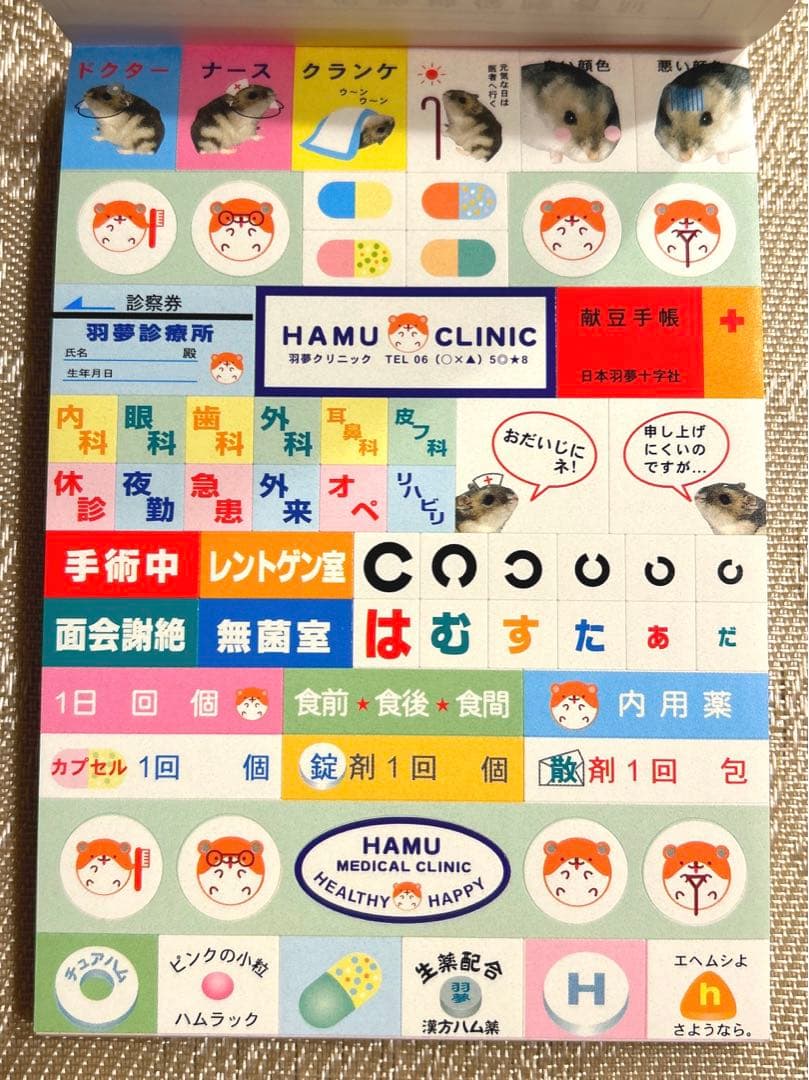 ドクター
ナース
クランケ
ウ〜ン
ウ〜ン
元気な日は
医者へ行く
い顔色
悪い顔
診察券
羽夢診療所
氏名 殿
生年月日
HAMU CLINIC
羽夢クリニック TEL 06 (○×▲) 5◎★8
献豆手帳
日本羽夢十字社
内科
眼科
歯科
外科
耳鼻科
皮フ科
おだいじに
ネ!
申し上げ
にくいの
ですが...
休診
夜勤
急患
外来
オペ
リハビリ
手術中
レントゲン室
面会謝絶
無菌室
はむすたぁだ
1日 回 個
食前★食後★食間
内用薬
カプセル 1回 個
錠剤1回 個
散剤1回 包
HAMU
MEDICAL CLINIC
HEALTHY HAPPY
チュアハム
ピンクの小粒
ハムラック
生薬配合
羽夢
漢方ハム薬
H
エヘムシよ
h
さようなら。